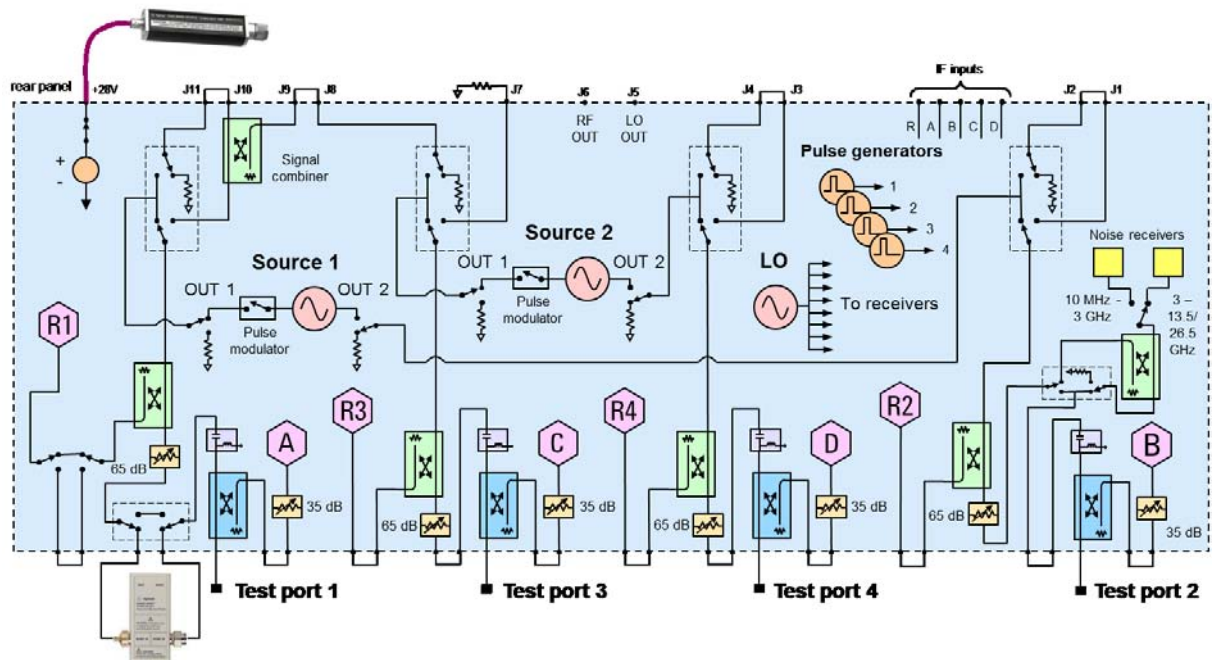 rear panel
+28V
J11 J10 J9 J8 J7 J6 J5 J4 J3 J2 J1
IF inputs
RF OUT
LO OUT
R A B C D
+
-
Signal combiner
Pulse generators
1
2
3
4
Source 1
OUT 1
OUT 2
Pulse modulator
Source 2
OUT 1
OUT 2
Pulse modulator
LO
To receivers
Noise receivers
10 MHz - 3 GHz
3 – 13.5/ 26.5 GHz
R1
R3
R4
R2
A
C
D
B
65 dB
35 dB
65 dB
35 dB
65 dB
35 dB
65 dB
35 dB
Test port 1
Test port 3
Test port 4
Test port 2